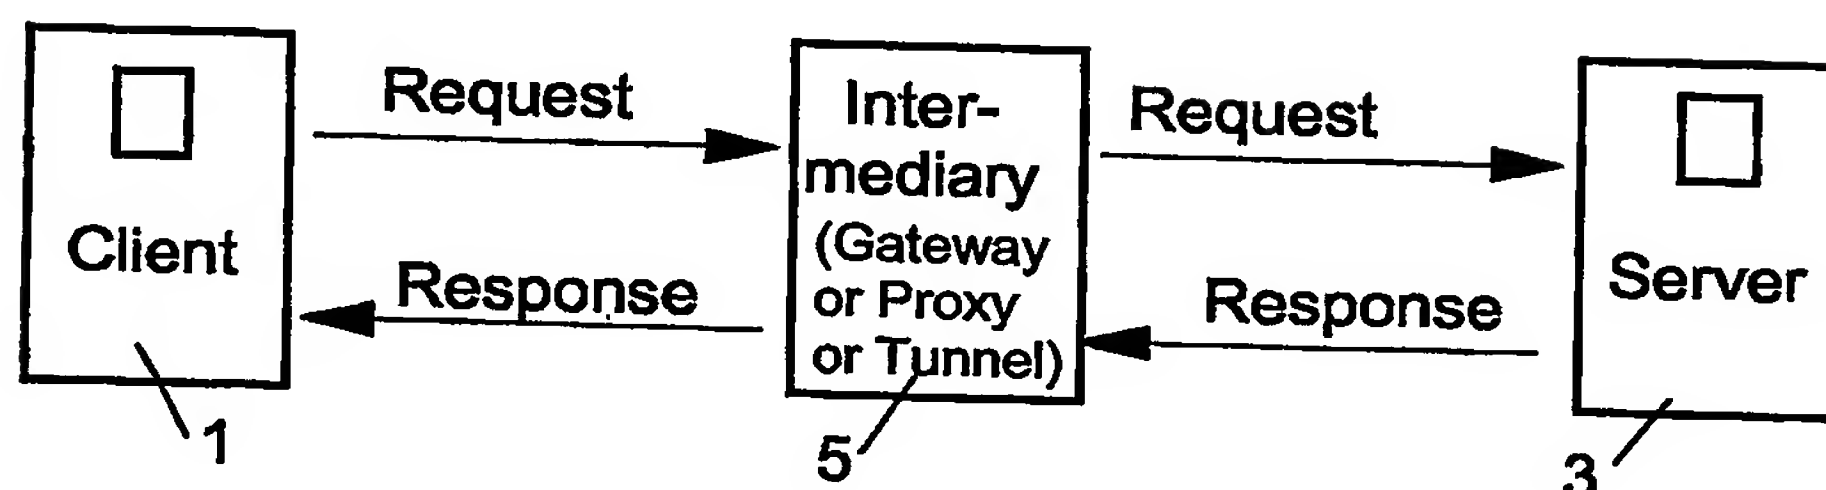 Client
1
Request
Response
Inter-
mediary
(Gateway
or Proxy
or Tunnel)
5
Request
Response
Server
3